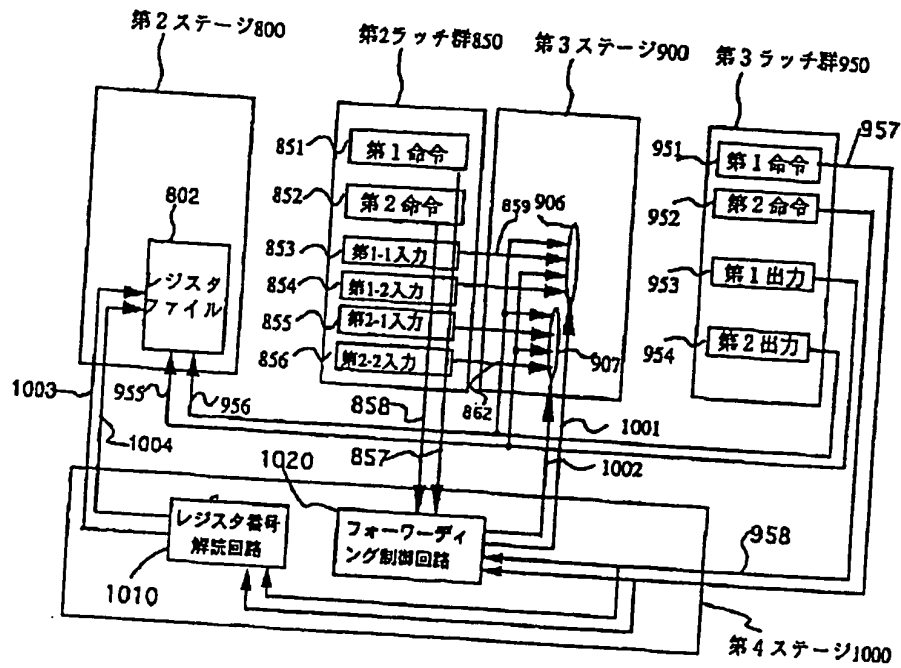 第2ステージ800
第2ラッチ群850
第3ステージ900
第3ラッチ群950
957
851
第1命令
951
第1命令
852
第2命令
952
第2命令
802
859
906
853
第1-1入力
レジスタ
ファイル
854
第1-2入力
953
第1出力
855
第2-1入力
856
第2-2入力
907
954
第2出力
1003
955
956
858
862
1001
1004
857
1002
1020
レジスタ番号
解読回路
フォーワーディ
ング制御回路
958
1010
第4ステージ1000